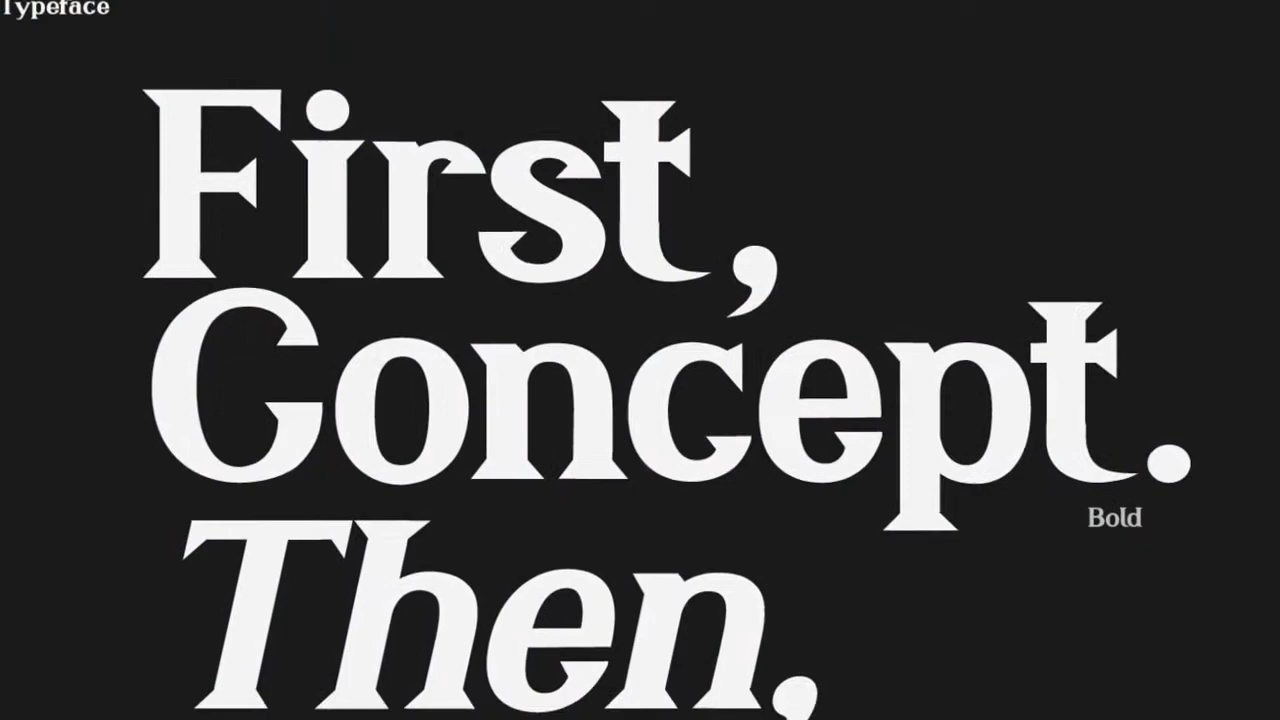 Typeface
First,
Concept.
Bold
Then,